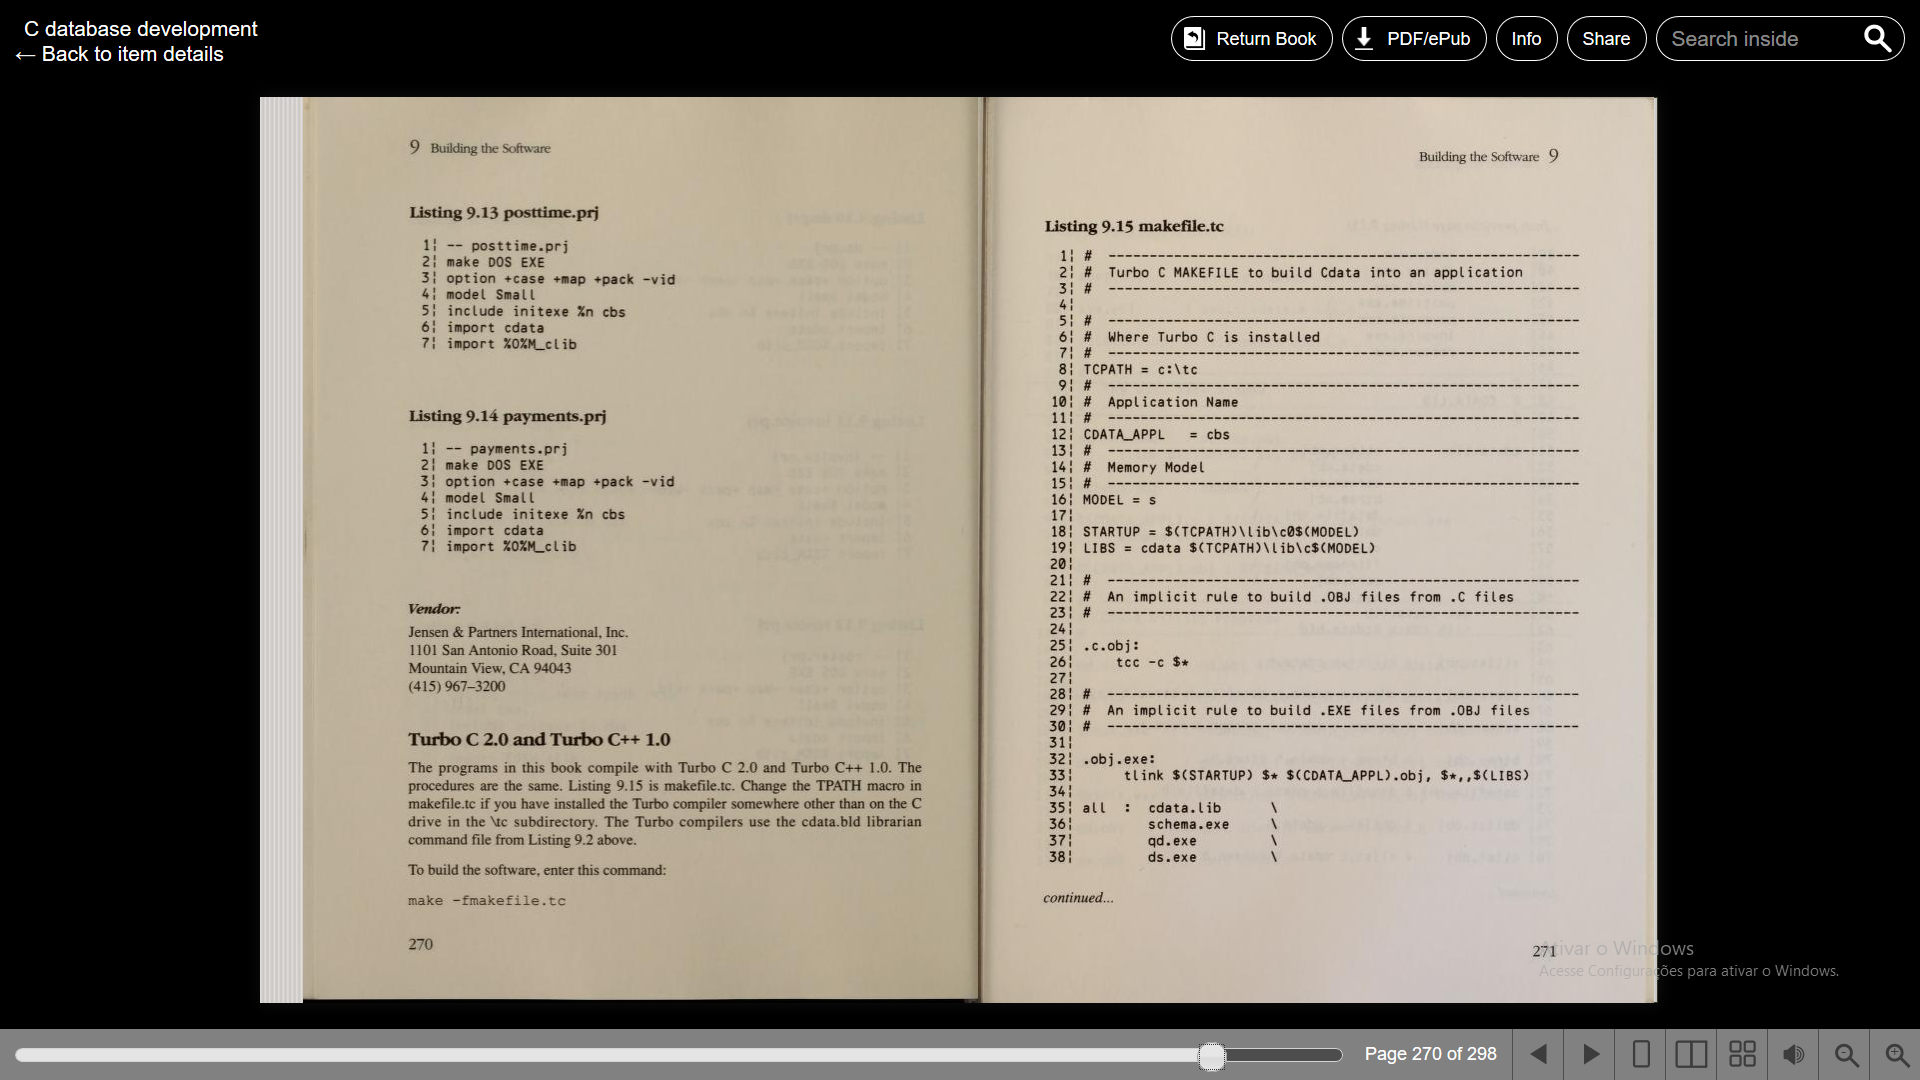 C database development
← Back to item details
Return Book
PDF/ePub
Info
Share
Search inside
9 Building the Software
Listing 9.13 posttime.prj
1¦ -- posttime.prj
2¦ make DOS EXE
3¦ option +case +map +pack -vid
4¦ model Small
5¦ include initexe %n cbs
6¦ import cdata
7¦ import %O%M_clib
Listing 9.14 payments.prj
1¦ -- payments.prj
2¦ make DOS EXE
3¦ option +case +map +pack -vid
4¦ model Small
5¦ include initexe %n cbs
6¦ import cdata
7¦ import %O%M_clib
Vendor:
Jensen & Partners International, Inc.
1101 San Antonio Road, Suite 301
Mountain View, CA 94043
(415) 967–3200
Turbo C 2.0 and Turbo C++ 1.0
The programs in this book compile with Turbo C 2.0 and Turbo C++ 1.0. The
procedures are the same. Listing 9.15 is makefile.tc. Change the TPATH macro in
makefile.tc if you have installed the Turbo compiler somewhere other than on the C
drive in the \tc subdirectory. The Turbo compilers use the cdata.bld librarian
command file from Listing 9.2 above.
To build the software, enter this command:
make -fmakefile.tc
270
Building the Software 9
Listing 9.15 makefile.tc
1¦ # ----------------------------------------------------------
2¦ # Turbo C MAKEFILE to build Cdata into an application
3¦ # ----------------------------------------------------------
4¦
5¦ # ----------------------------------------------------------
6¦ # Where Turbo C is installed
7¦ # ----------------------------------------------------------
8¦ TCPATH = c:\tc
9¦ # ----------------------------------------------------------
10¦ # Application Name
11¦ # ----------------------------------------------------------
12¦ CDATA_APPL = cbs
13¦ # ----------------------------------------------------------
14¦ # Memory Model
15¦ # ----------------------------------------------------------
16¦ MODEL = s
17¦
18¦ STARTUP = $(TCPATH)\lib\c0$(MODEL)
19¦ LIBS = cdata $(TCPATH)\lib\c$(MODEL)
20¦
21¦ # ----------------------------------------------------------
22¦ # An implicit rule to build .OBJ files from .C files
23¦ # ----------------------------------------------------------
24¦
25¦ .c.obj:
26¦ tcc -c $*
27¦
28¦ # ----------------------------------------------------------
29¦ # An implicit rule to build .EXE files from .OBJ files
30¦ # ----------------------------------------------------------
31¦
32¦ .obj.exe:
33¦ tlink $(STARTUP) $* $(CDATA_APPL).obj, $*,,$(LIBS)
34¦
35¦ all : cdata.lib \
36¦ schema.exe \
37¦ qd.exe \
38¦ ds.exe \
continued...
271
Ativar o Windows
Acesse Configurações para ativar o Windows.
Page 270 of 298